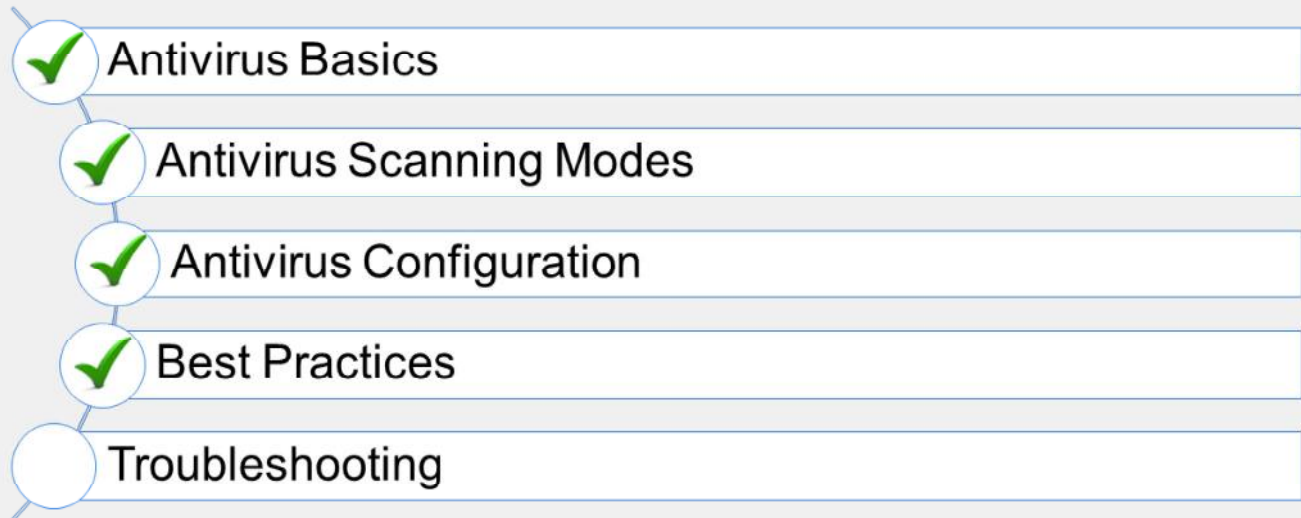 Antivirus Basics
Antivirus Scanning Modes
Antivirus Configuration
Best Practices
Troubleshooting